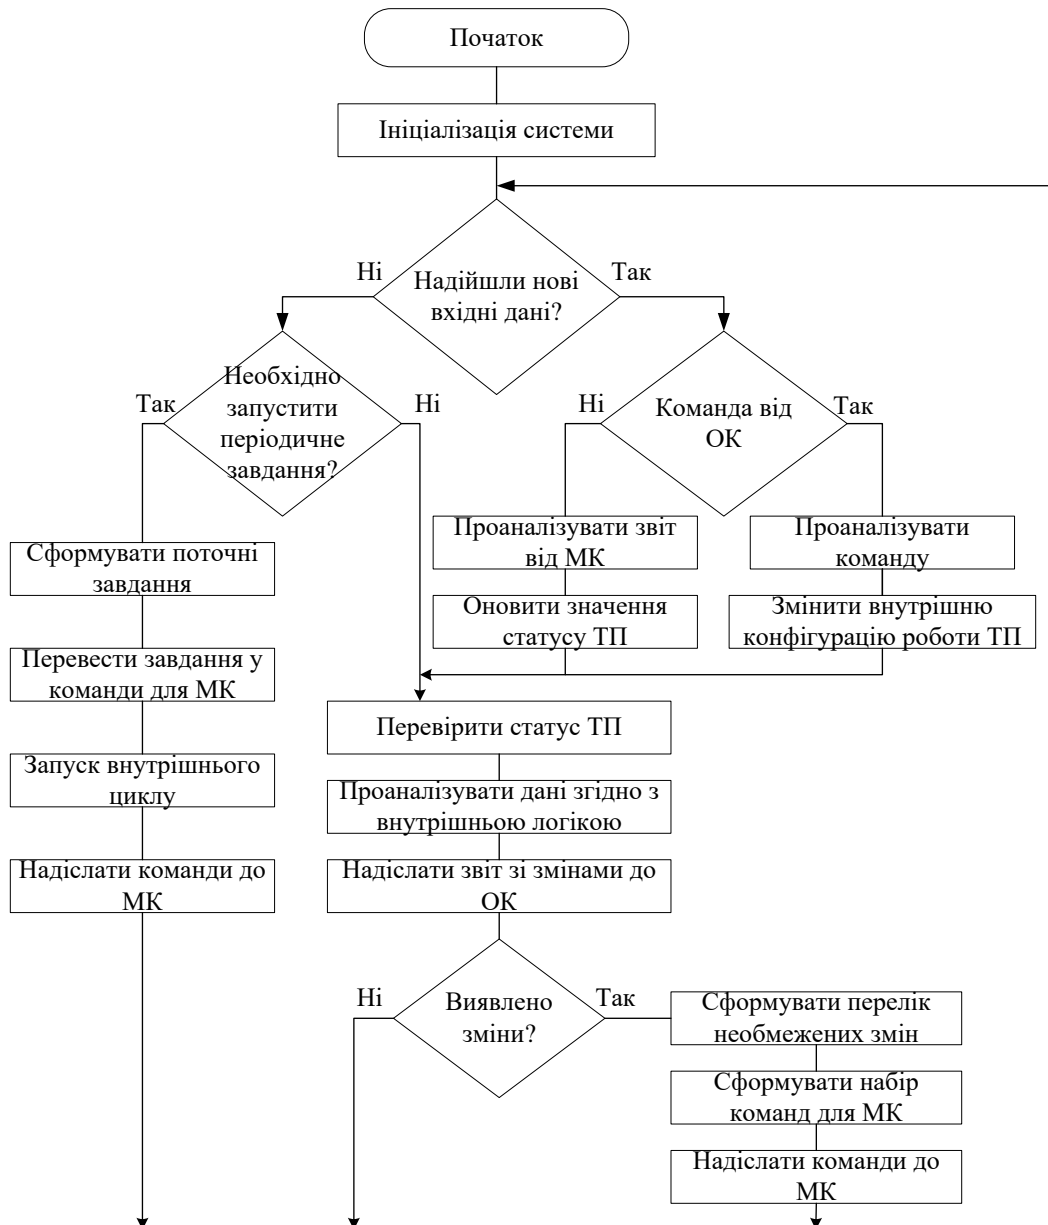 Початок
Ініціалізація системи
Ні
Так
Надійшли нові
вхідні дані?
Так
Необхідно
запустити
періодичне
завдання?
Ні
Ні
Команда від
ОК
Так
Сформувати поточні
завдання
Перевести завдання у
команди для МК
Запуск внутрішнього
циклу
Надіслати команди до
МК
Проаналізувати звіт
від МК
Оновити значення
статусу ТП
Проаналізувати
команду
Змінити внутрішню
конфігурацію роботи ТП
Перевірити статус ТП
Проаналізувати дані згідно з
внутрішньою логікою
Надіслати звіт зі змінами до
ОК
Ні
Виявлено
зміни?
Так
Сформувати перелік
необмежених змін
Сформувати набір
команд для МК
Надіслати команди до
МК